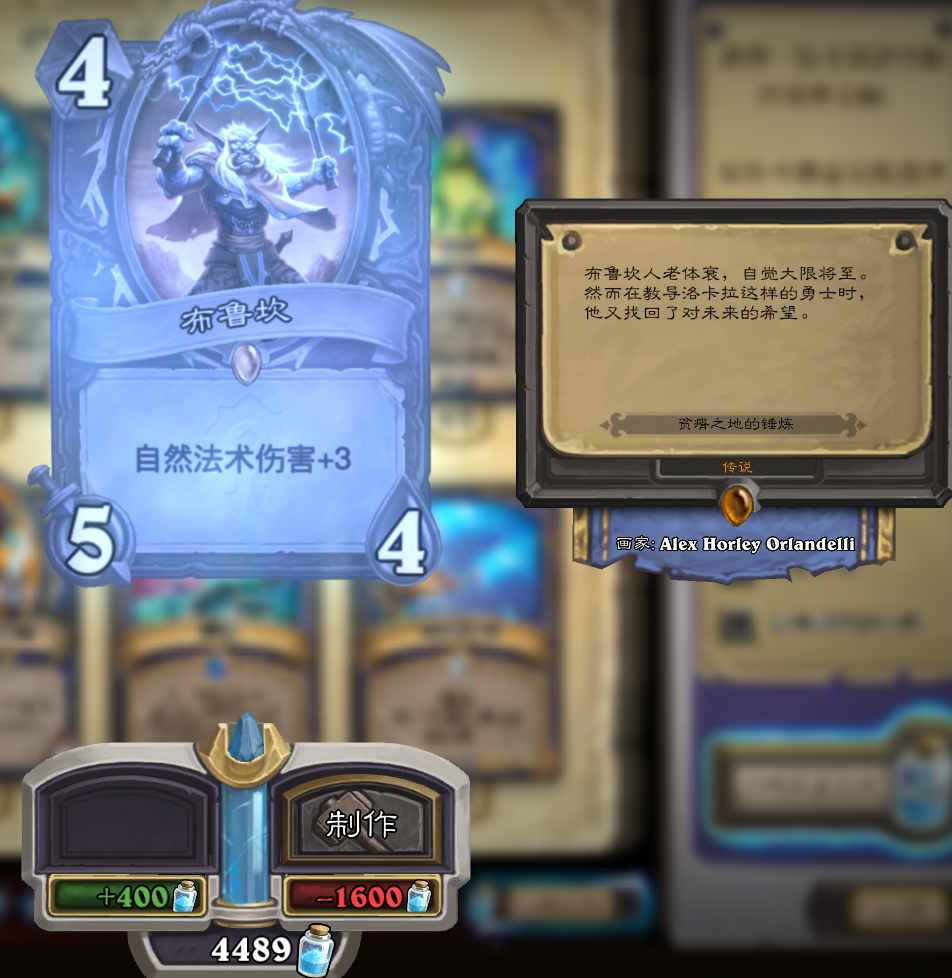 4
布鲁坎
自然法术伤害+3
5
4
布鲁坎人老体衰，自觉大限将至。
然而在教导洛卡拉这样的勇士时，
他又找回了对未来的希望。
贫瘠之地的锤炼
传说
画家: Alex Horley Orlandelli
制作
+400
-1600
4489